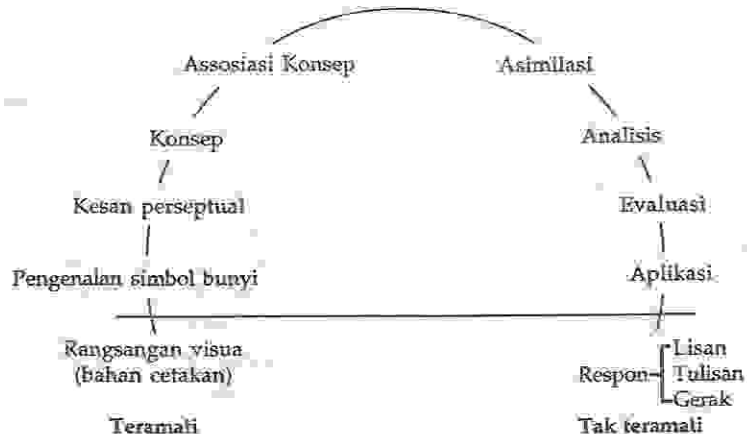 Assosiasi Konsep
Asimilasi
Konsep
Analisis
Kesan perseptual
Evaluasi
Pengenalan simbol bunyi
Aplikasi
Rangsangan visua
(bahan cetakan)
Respon
Lisan
Tulisan
Gerak
Teramati
Tak teramati